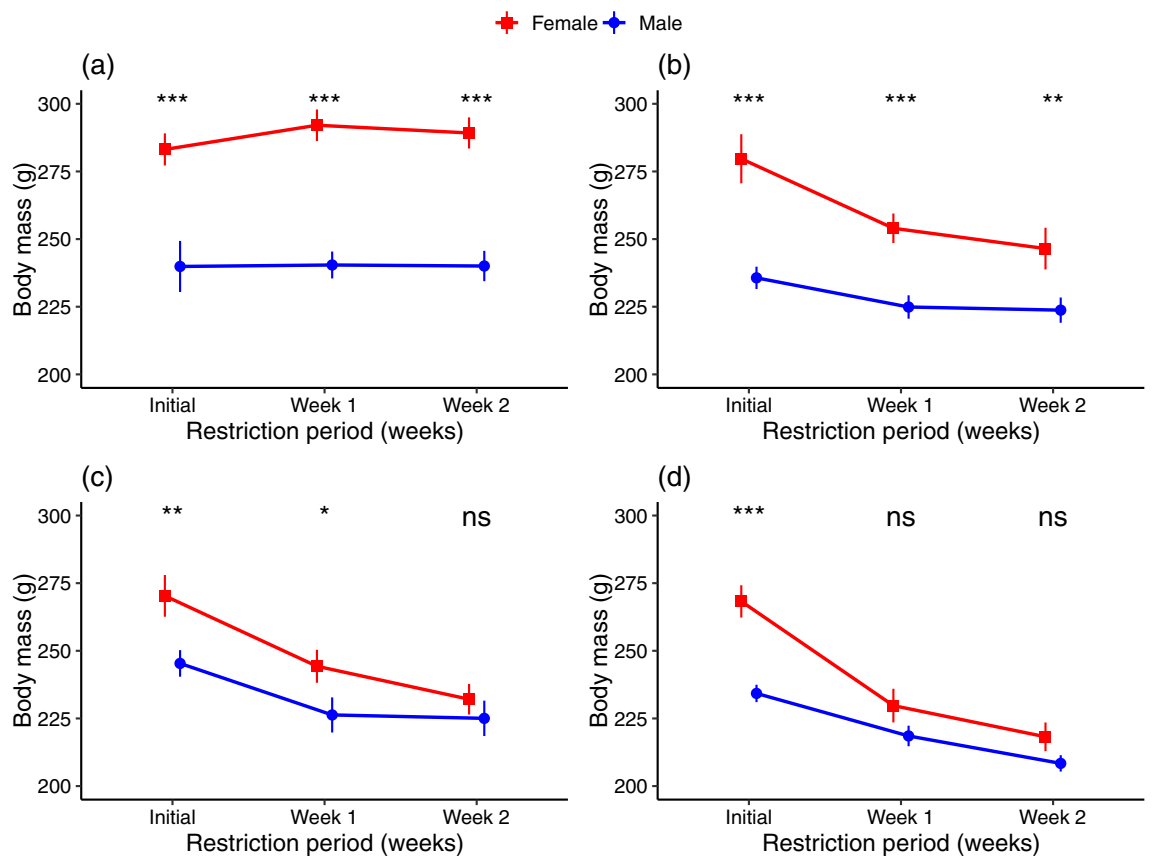 Female Male
(a)
*** *** ***
300
275
250
225
200
Body mass (g)
Initial Week 1 Week 2
Restriction period (weeks)
(b)
*** *** **
300
275
250
225
200
Body mass (g)
Initial Week 1 Week 2
Restriction period (weeks)
(c)
** * ns
300
275
250
225
200
Body mass (g)
Initial Week 1 Week 2
Restriction period (weeks)
(d)
*** ns ns
300
275
250
225
200
Body mass (g)
Initial Week 1 Week 2
Restriction period (weeks)